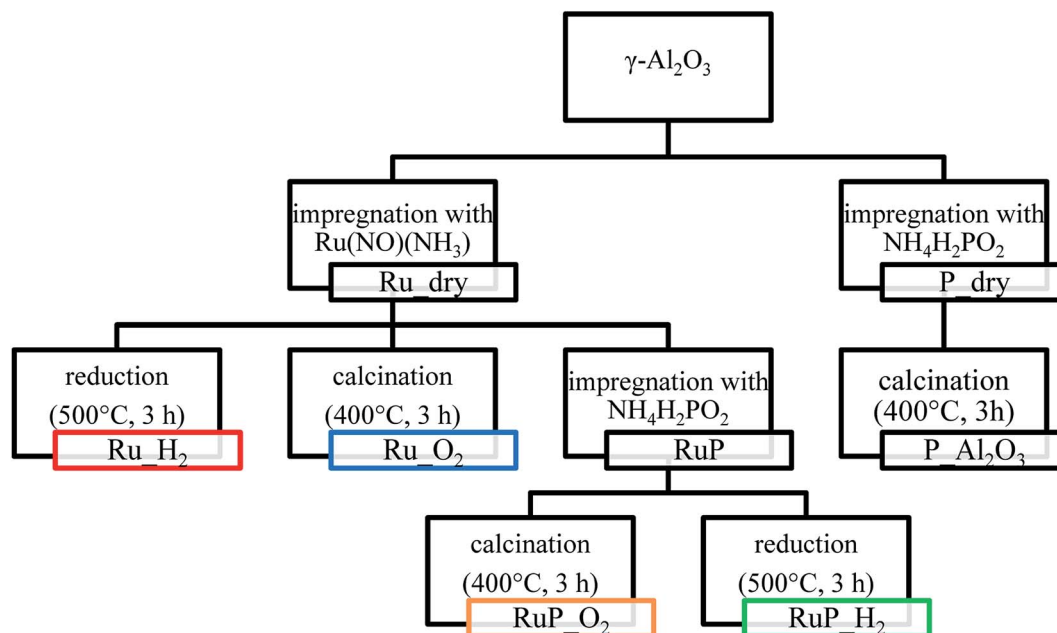 γ-Al₂O₃
impregnation with
Ru(NO)(NH₃)
Ru_dry
impregnation with
NH₄H₂PO₂
P_dry
reduction
(500°C, 3 h)
Ru_H₂
calcination
(400°C, 3 h)
Ru_O₂
impregnation with
NH₄H₂PO₂
RuP
calcination
(400°C, 3h)
P_Al₂O₃
calcination
(400°C, 3 h)
RuP_O₂
reduction
(500°C, 3 h)
RuP_H₂